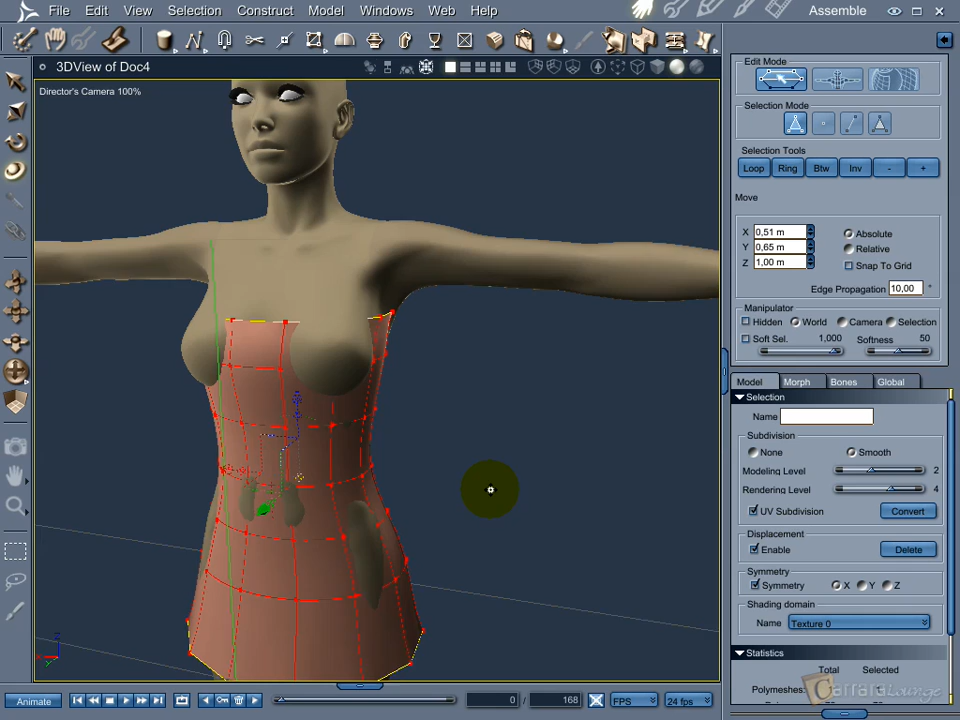 File Edit View Selection Construct Model Windows Web Help Assemble
3DView of Doc4
Director's Camera 100%
Edit Mode
Selection Mode
Selection Tools
Loop Ring Btw Inv - +
Move
X 0,51 m
Y 0,65 m
Z 1,00 m
Absolute
Relative
Snap To Grid
Edge Propagation 10,00 °
Manipulator
Hidden World Camera Selection
Soft Sel. 1,000 Softness 50
Model Morph Bones Global
Selection
Name
Subdivision
None Smooth
Modeling Level 2
Rendering Level 4
UV Subdivision Convert
Displacement
Enable Delete
Symmetry
Symmetry X Y Z
Shading domain
Name Texture 0
Statistics
Total Selected
Polymeshes:
Animate 0 / 168 FPS 24 fps